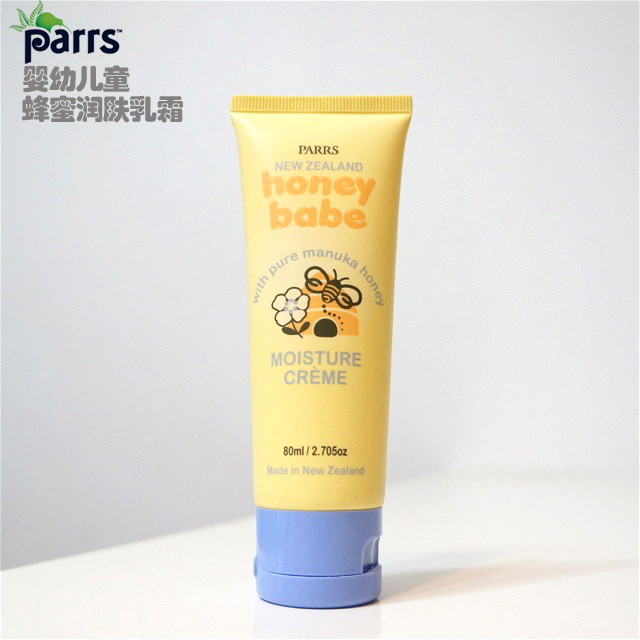 Parrs™
婴幼儿童
蜂蜜润肤乳霜
PARRS
NEW ZEALAND
honey
babe
with pure manuka honey
MOISTURE
CRÈME
80ml / 2.705oz
Made in New Zealand